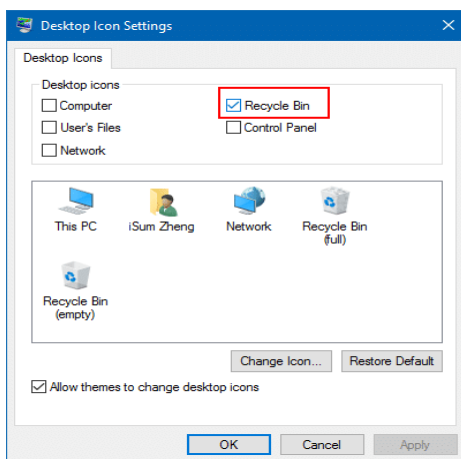 Desktop Icon Settings
Desktop Icons
Desktop icons
Computer
Recycle Bin
User's Files
Control Panel
Network
This PC
iSum Zheng
Network
Recycle Bin
(full)
Recycle Bin
(empty)
Change Icon...
Restore Default
Allow themes to change desktop icons
OK
Cancel
Apply